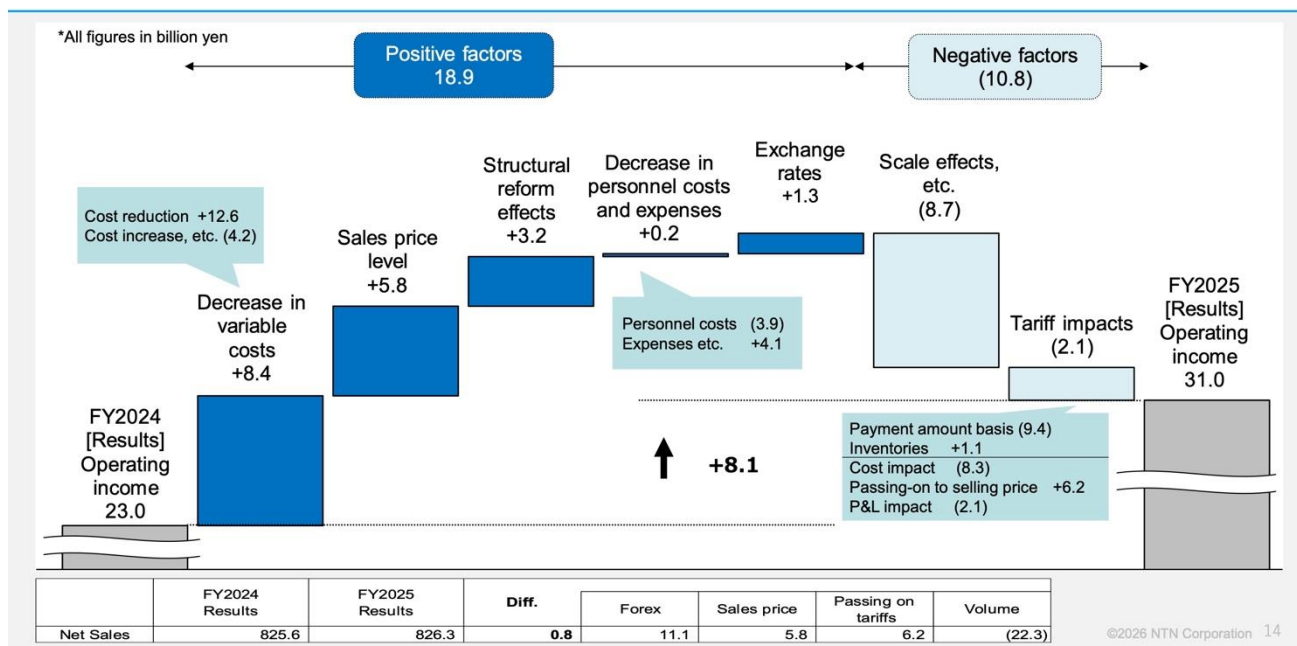 *All figures in billion yen
Positive factors
18.9
Negative factors
(10.8)
Cost reduction +12.6
Cost increase, etc. (4.2)
FY2024
[Results]
Operating
income
23.0
Decrease in
variable
costs
+8.4
Sales price
level
+5.8
Structural
reform
effects
+3.2
Decrease in
personnel costs
and expenses
+0.2
Personnel costs (3.9)
Expenses etc. +4.1
Exchange
rates
+1.3
Scale effects,
etc.
(8.7)
Tariff impacts
(2.1)
Payment amount basis (9.4)
Inventories +1.1
Cost impact (8.3)
Passing-on to selling price +6.2
P&L impact (2.1)
FY2025
[Results]
Operating
income
31.0
+8.1
FY2024
Results
FY2025
Results
Diff.
Forex
Sales price
Passing on
tariffs
Volume
Net Sales 825.6 826.3 0.8 11.1 5.8 6.2 (22.3)
©2026 NTN Corporation 14